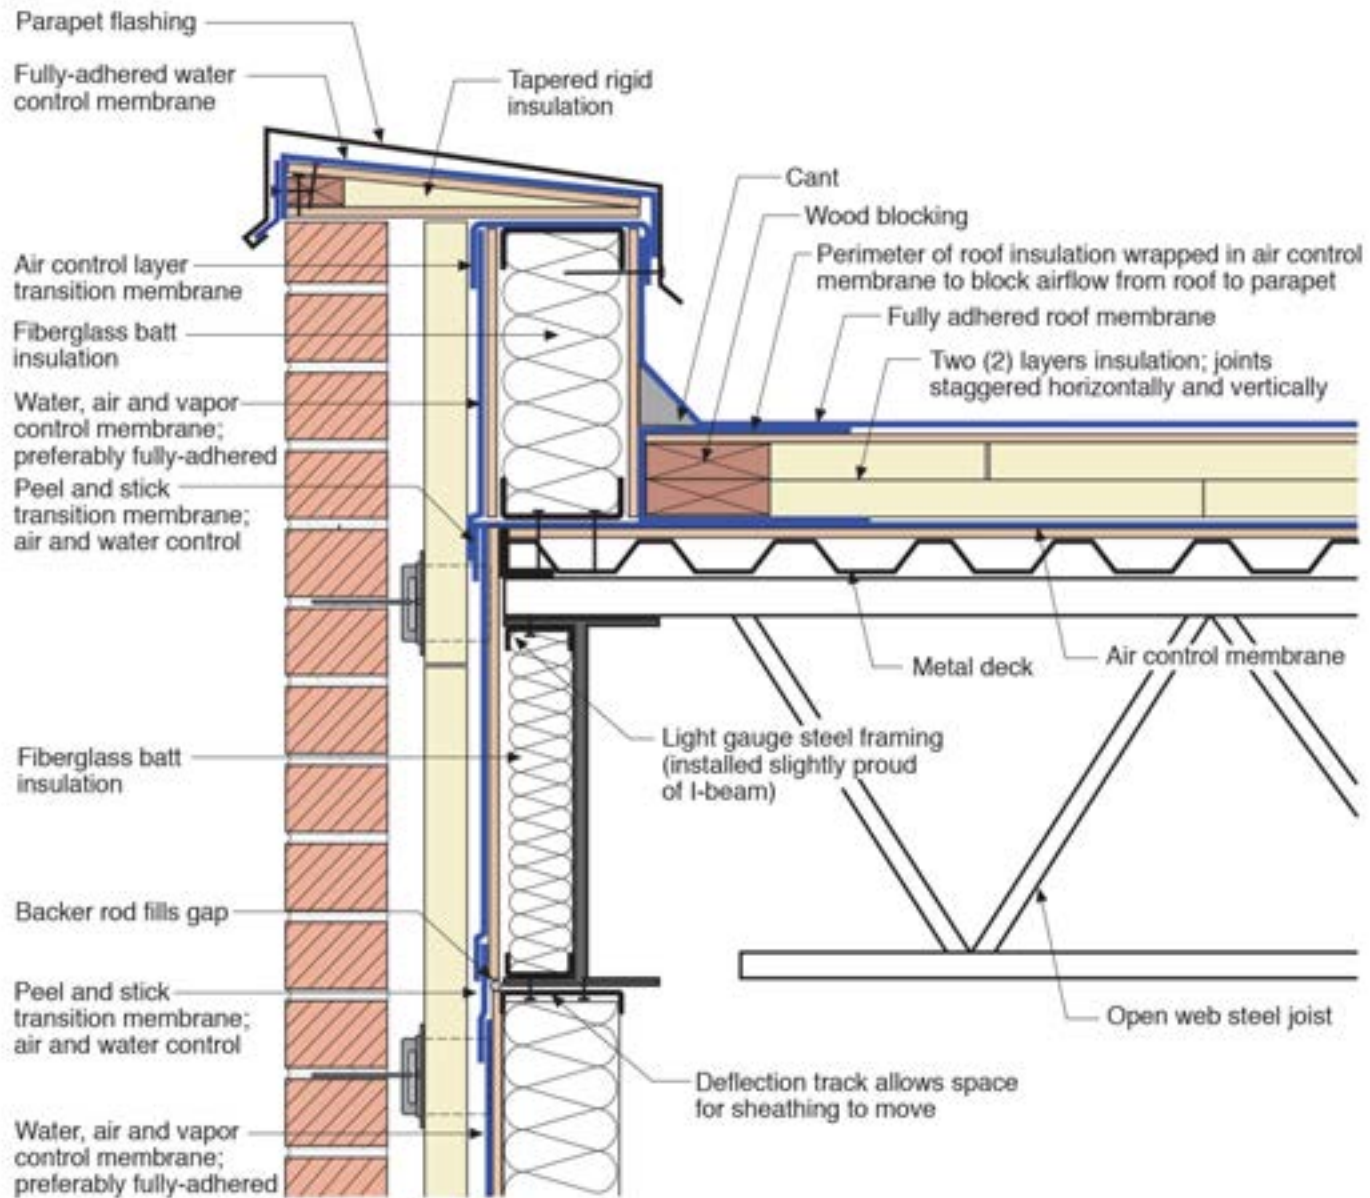 Parapet flashing
Fully-adhered water
control membrane
Tapered rigid
insulation
Cant
Wood blocking
Perimeter of roof insulation wrapped in air control
membrane to block airflow from roof to parapet
Fully adhered roof membrane
Two (2) layers insulation; joints
staggered horizontally and vertically
Air control layer
transition membrane
Fiberglass batt
insulation
Water, air and vapor
control membrane;
preferably fully-adhered
Peel and stick
transition membrane;
air and water control
Metal deck
Air control membrane
Light gauge steel framing
(installed slightly proud
of I-beam)
Fiberglass batt
insulation
Backer rod fills gap
Peel and stick
transition membrane;
air and water control
Open web steel joist
Deflection track allows space
for sheathing to move
Water, air and vapor
control membrane;
preferably fully-adhered